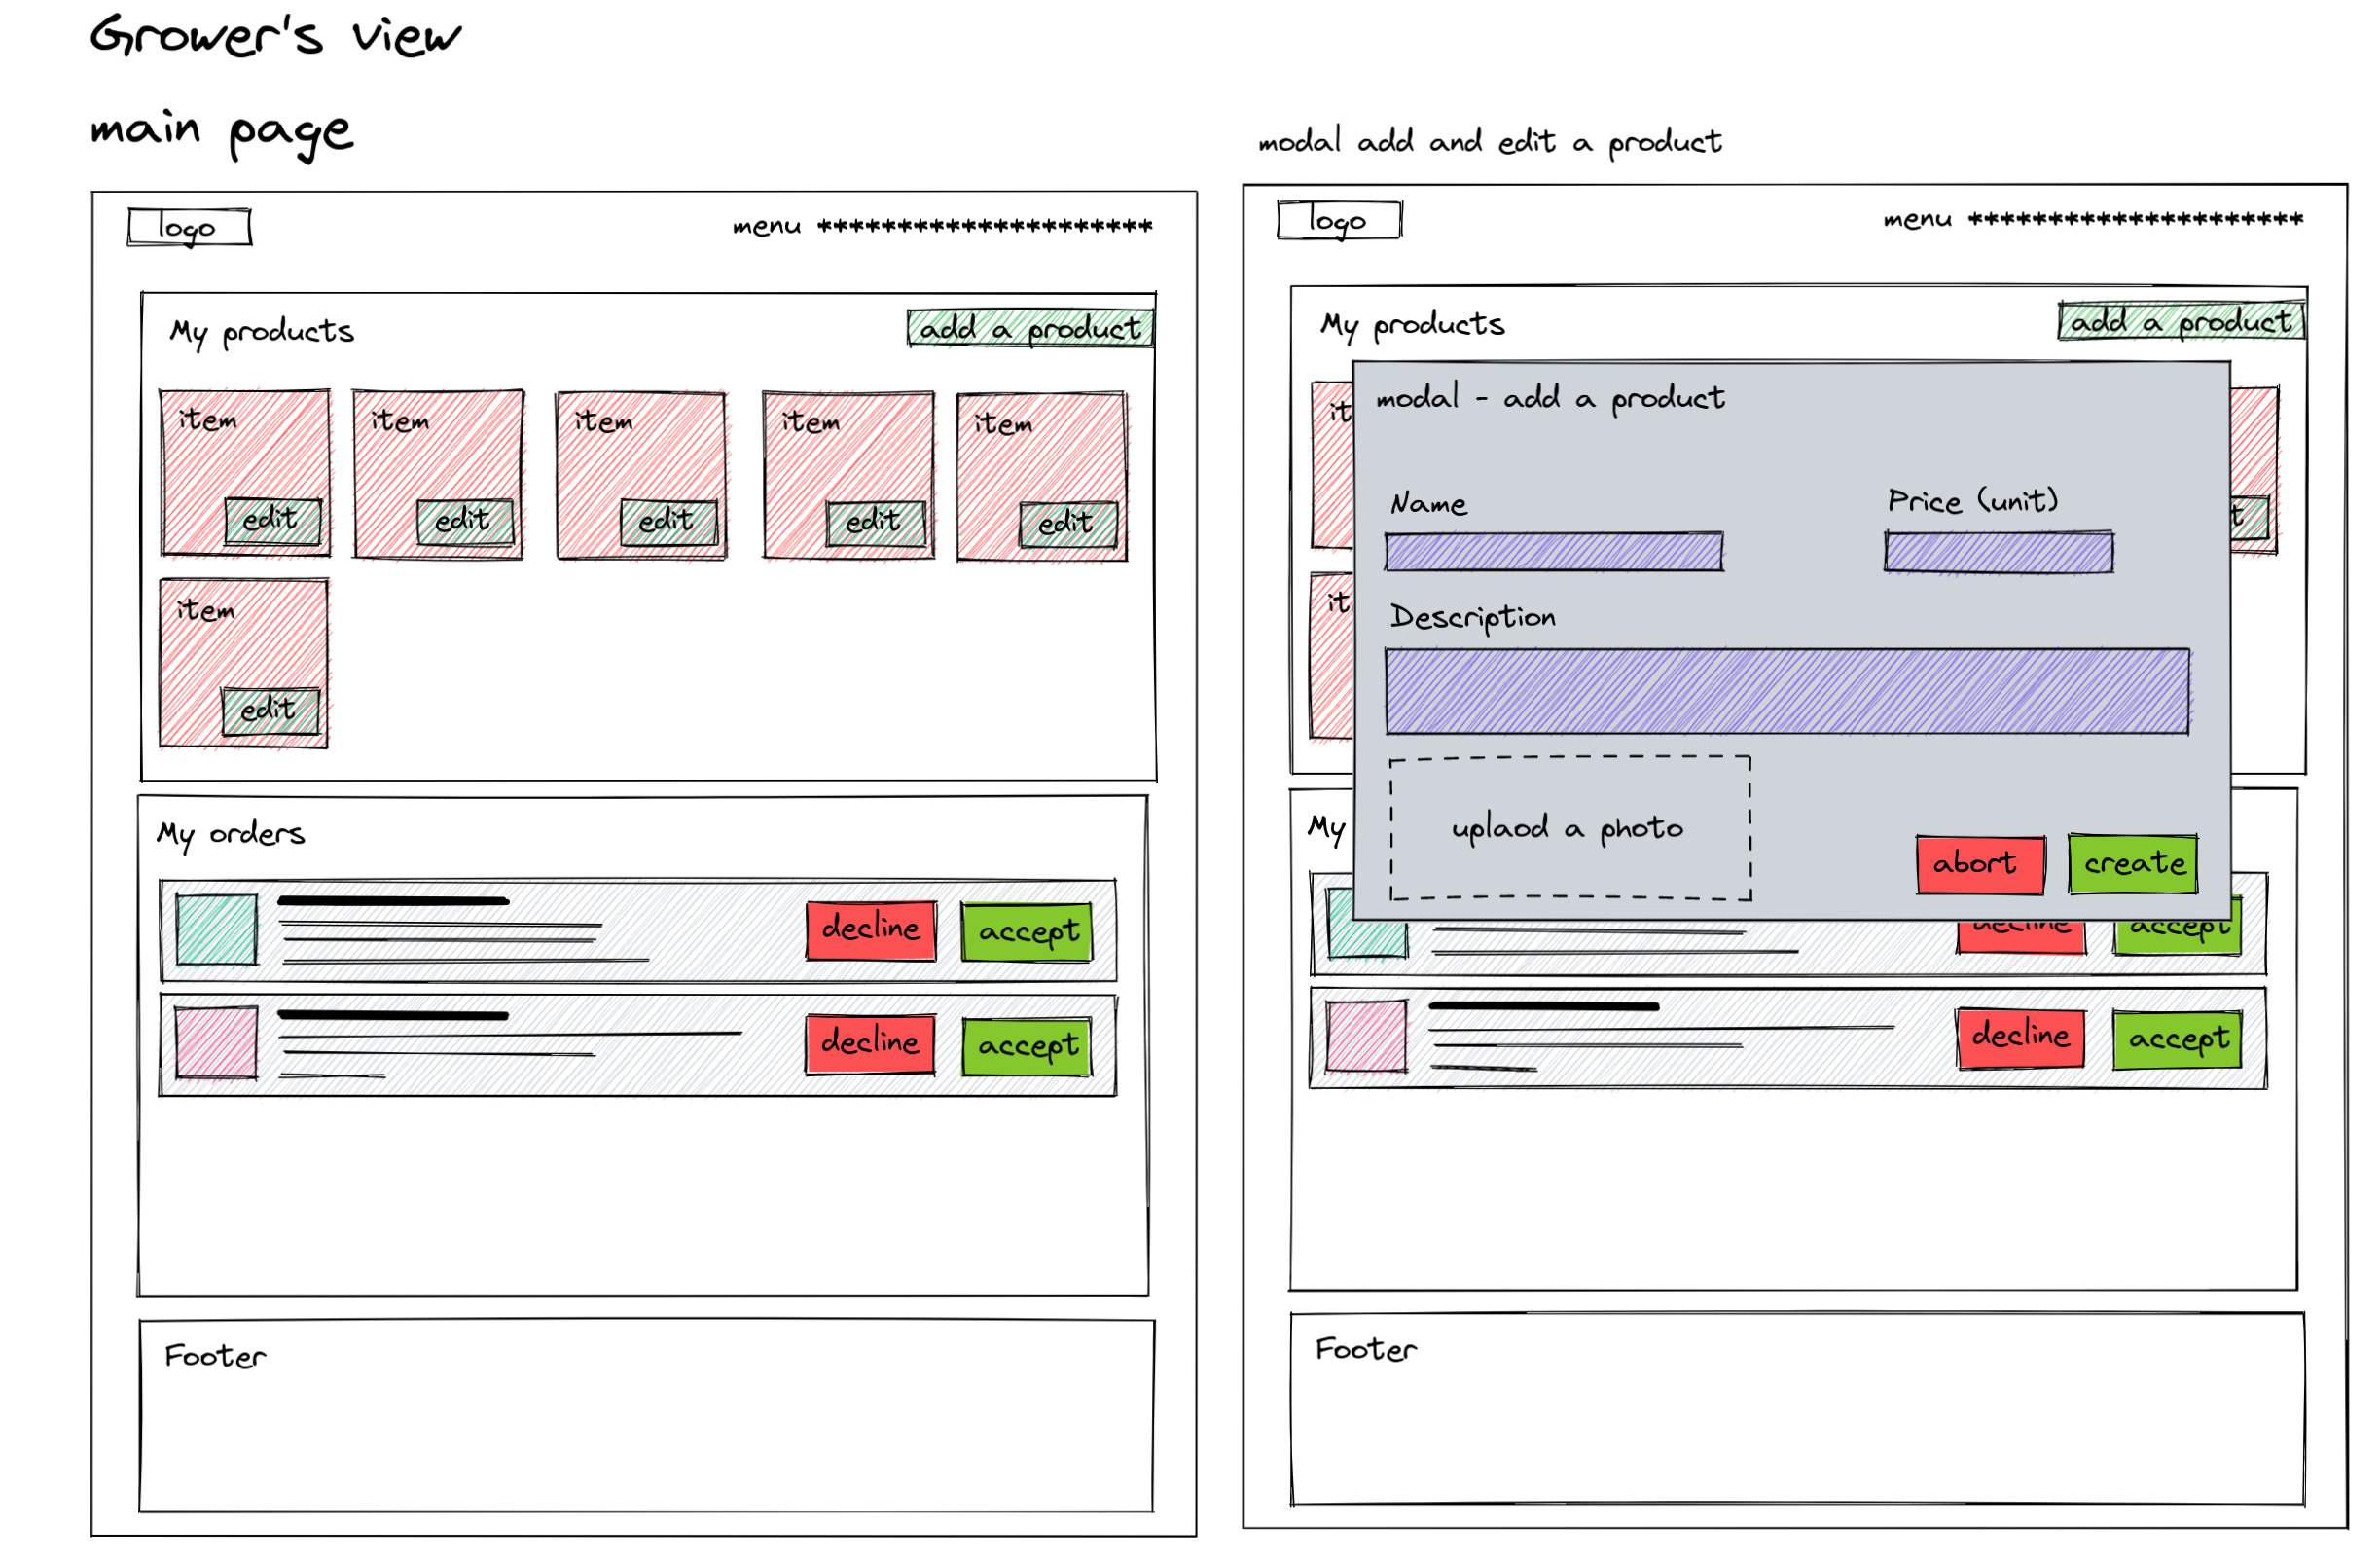 Grower's view
main page
logo
menu *********************
My products
add a product
item
item
item
item
item
edit
edit
edit
edit
edit
item
edit
My orders
decline
accept
decline
accept
Footer
modal add and edit a product
logo
menu *********************
My products
add a product
it
modal - add a product
Name
Price (unit)
t
Description
it
uplaod a photo
My
abort
create
decline
accept
decline
accept
Footer